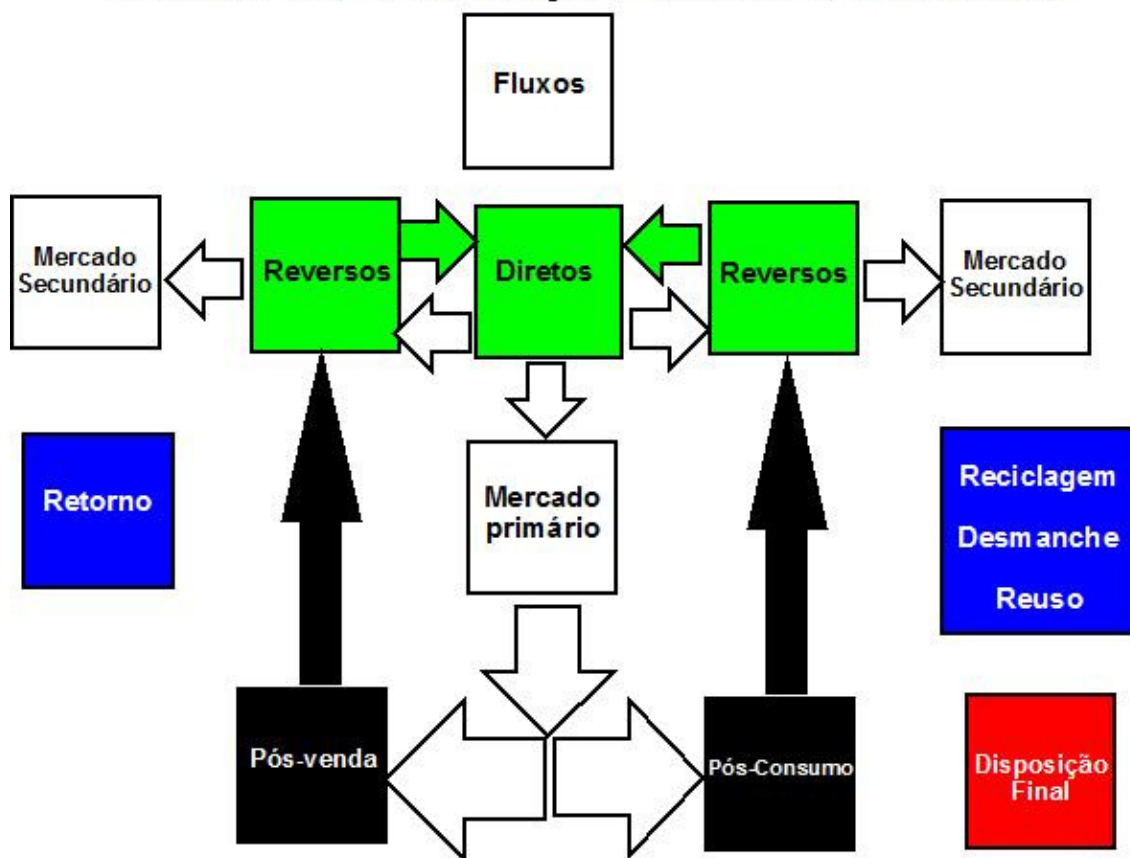 Fluxos
Mercado
Secundário
Reversos
Diretos
Reversos
Mercado
Secundário
Retorno
Mercado
primário
Reciclagem
Desmanche
Reuso
Pós-venda
Pós-Consumo
Disposição
Final